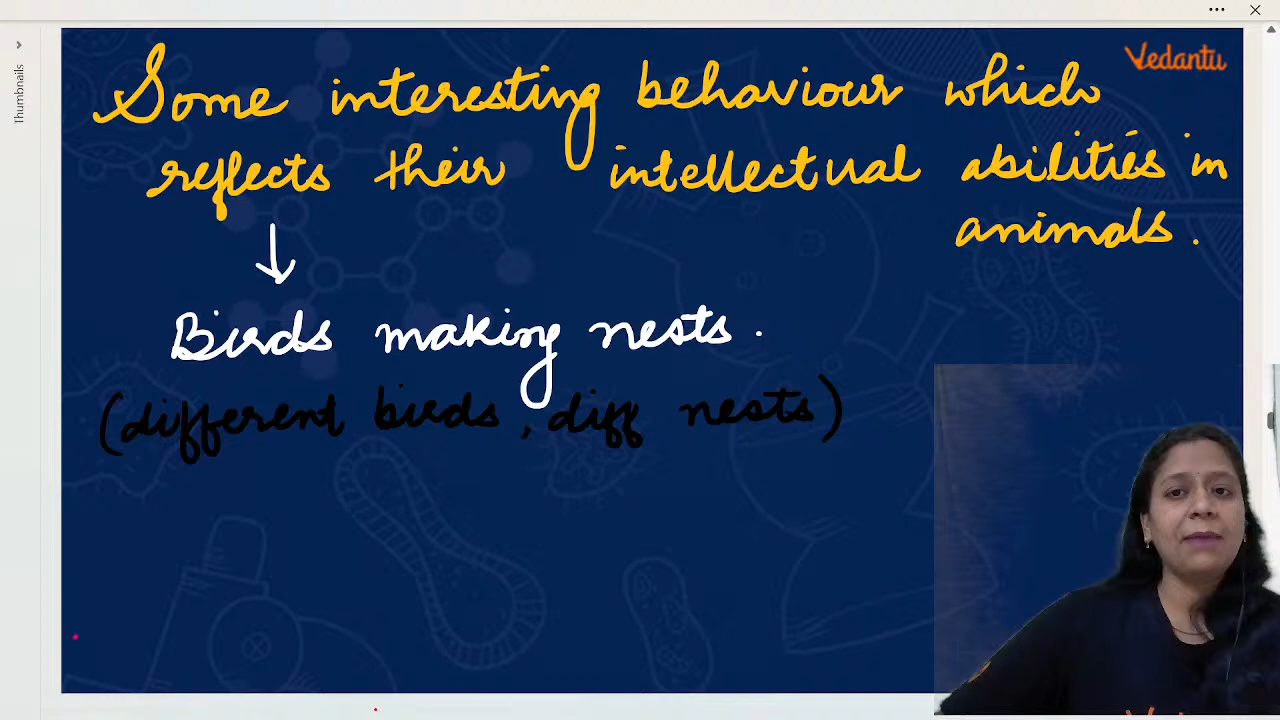 Thumbnails
Vedantu
Some interesting behaviour which
reflects their intellectual abilities in
animals.
Birds making nests.
(different birds, diff nests)